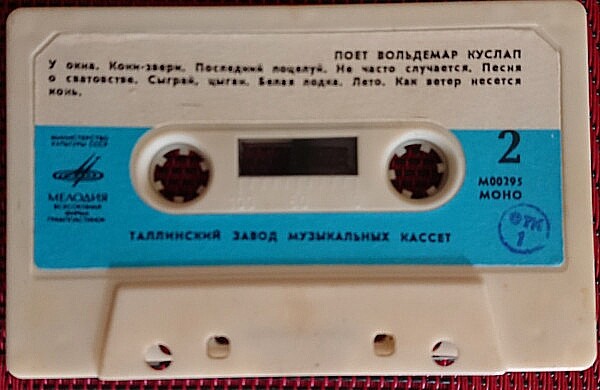 ПОЕТ ВОЛЬДЕМАР КУСЛАП
У окна. Кони-звери. Последний поцелуй. Не часто случается. Песня
о сватовстве. Сыграй, цыган. Белая лодка. Лето. Как ветер несется
конь.
МИНИСТЕРСТВО
КУЛЬТУРЫ СССР
МЕЛОДИЯ
ВСЕСОЮЗНАЯ
ФИРМА
ГРАМПЛАСТИНОК
2
М00295
МОНО
ОТК
1
ТАЛЛИНСКИЙ ЗАВОД МУЗЫКАЛЬНЫХ КАССЕТ
100
50